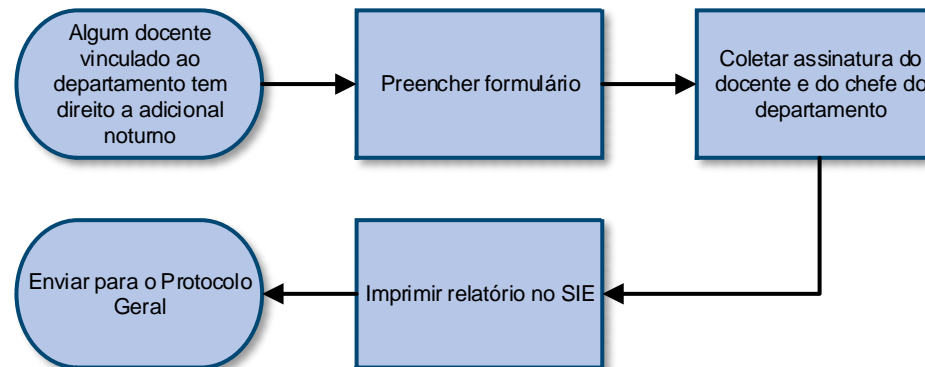 Algum docente
vinculado ao
departamento tem
direito a adicional
noturno
Preencher formulário
Coletar assinatura do
docente e do chefe do
departamento
Enviar para o Protocolo
Geral
Imprimir relatório no SIE